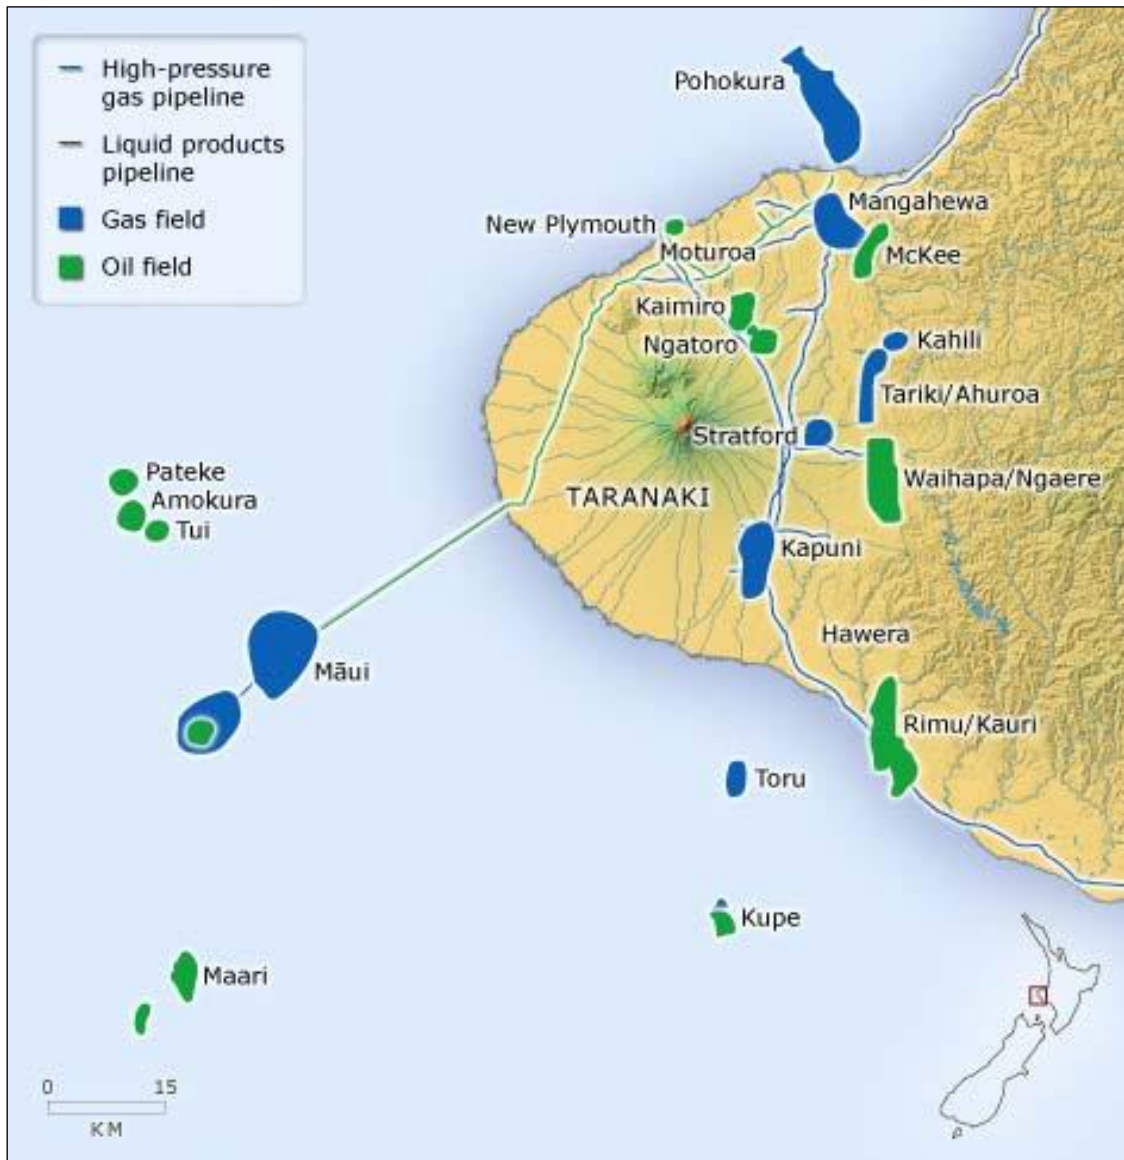 High-pressure
gas pipeline
Liquid products
pipeline
Gas field
Oil field
Pohokura
Mangahewa
New Plymouth
Moturoa
McKee
Kaimiro
Ngatoro
Kahili
Tariki/Ahuroa
Stratford
Waihapa/Ngaere
Pateke
Amokura
Tui
TARANAKI
Kapuni
Hawera
Māui
Rimu/Kauri
Toru
Kupe
Maari
0 15
KM